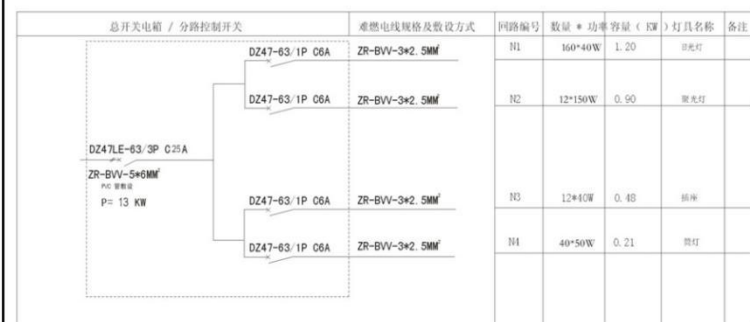 总开关电箱 / 分路控制开关 难燃电线规格及敷设方式 回路编号 数量 * 功率 容量（ KW ） 灯具名称 备注
DZ47-63/1P C6A ZR-BVV-3*2.5MM² N1 160*40W 1.20 日光灯
DZ47-63/1P C6A ZR-BVV-3*2.5MM² N2 12*150W 0.90 聚光灯
DZ47LE-63/3P C25A
ZR-BVV-5*6MM²
PVC 管敷设
P= 13 KW
DZ47-63/1P C6A ZR-BVV-3*2.5MM² N3 12*40W 0.48 插座
DZ47-63/1P C6A ZR-BVV-3*2.5MM² N4 40*50W 0.21 筒灯